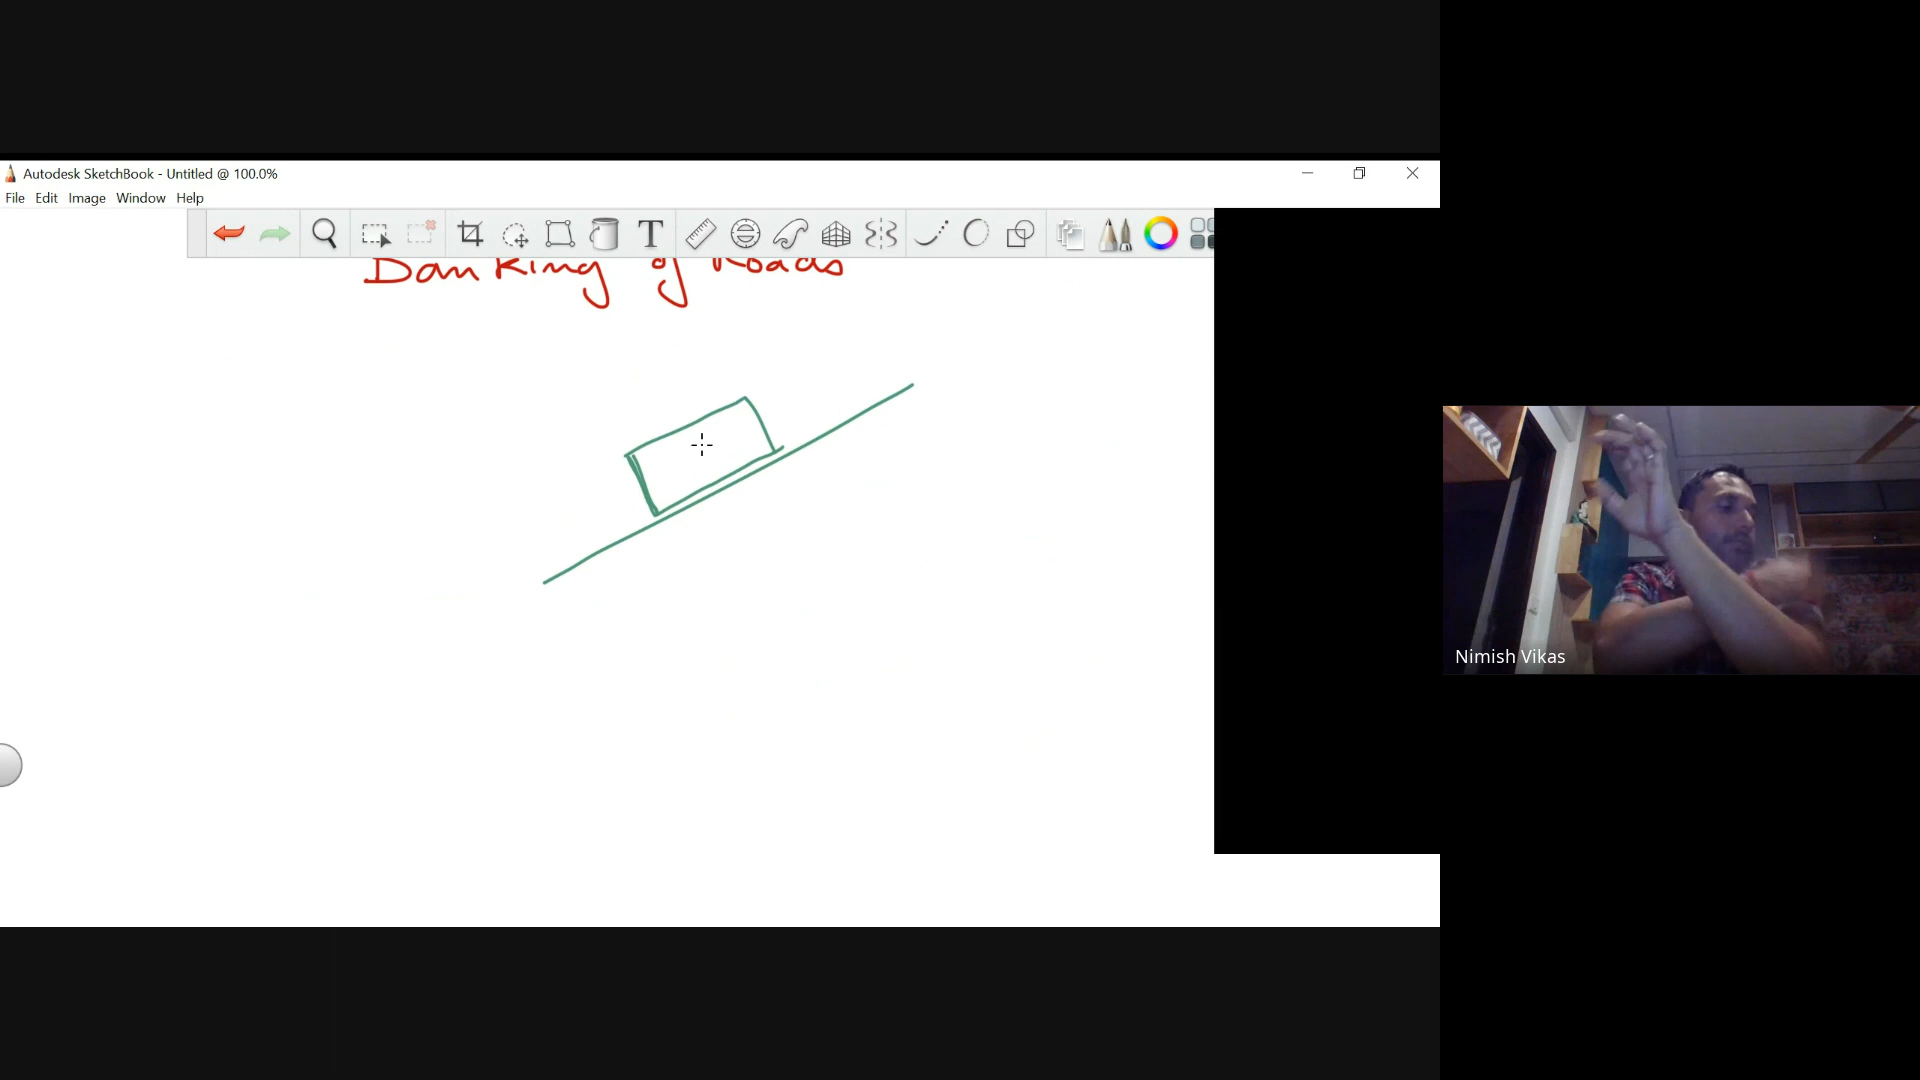 Autodesk SketchBook - Untitled @ 100.0%
File Edit Image Window Help
T
Banking of Roads
Nimish Vikas